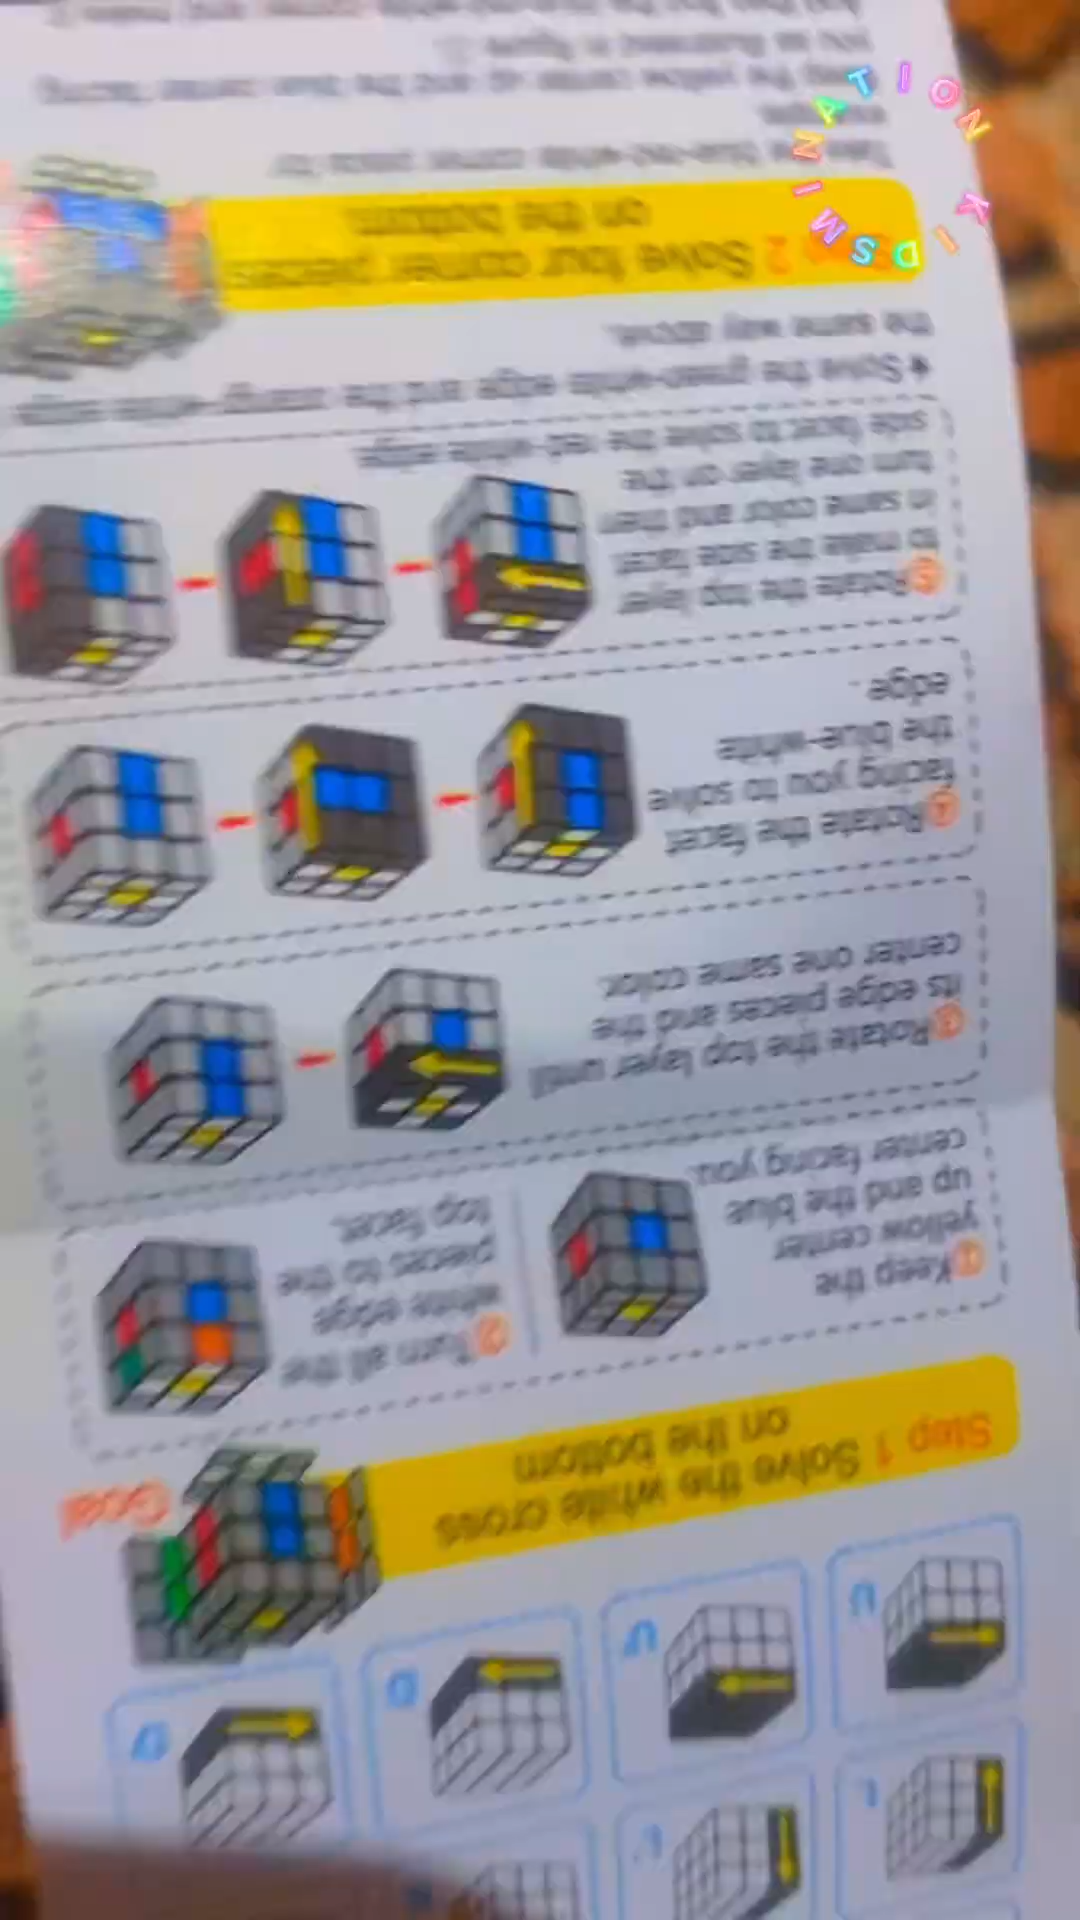 Step 1 Solve the white cross
on the bottom
Goal
① Keep the
yellow center
up and the blue
center facing you.
② Turn all the
white edge
pieces to the
top facet.
③ Rotate the top layer until
its edge pieces and the
center one same color.
④ Rotate the facet
facing you to solve
the blue-white
edge.
⑤ Rotate the top layer
to make the side facet
in same color and then
turn one layer on the
side facet to solve the red-white edge.
♦ Solve the green-white edge and the orange-white edge
the same way above.
Step 2 Solve four corner pieces
on the bottom
Take the blue-red-white corner piece for
example.
Keep the yellow center up and the blue center facing
you as illustrated in figure
DSMINATION KI